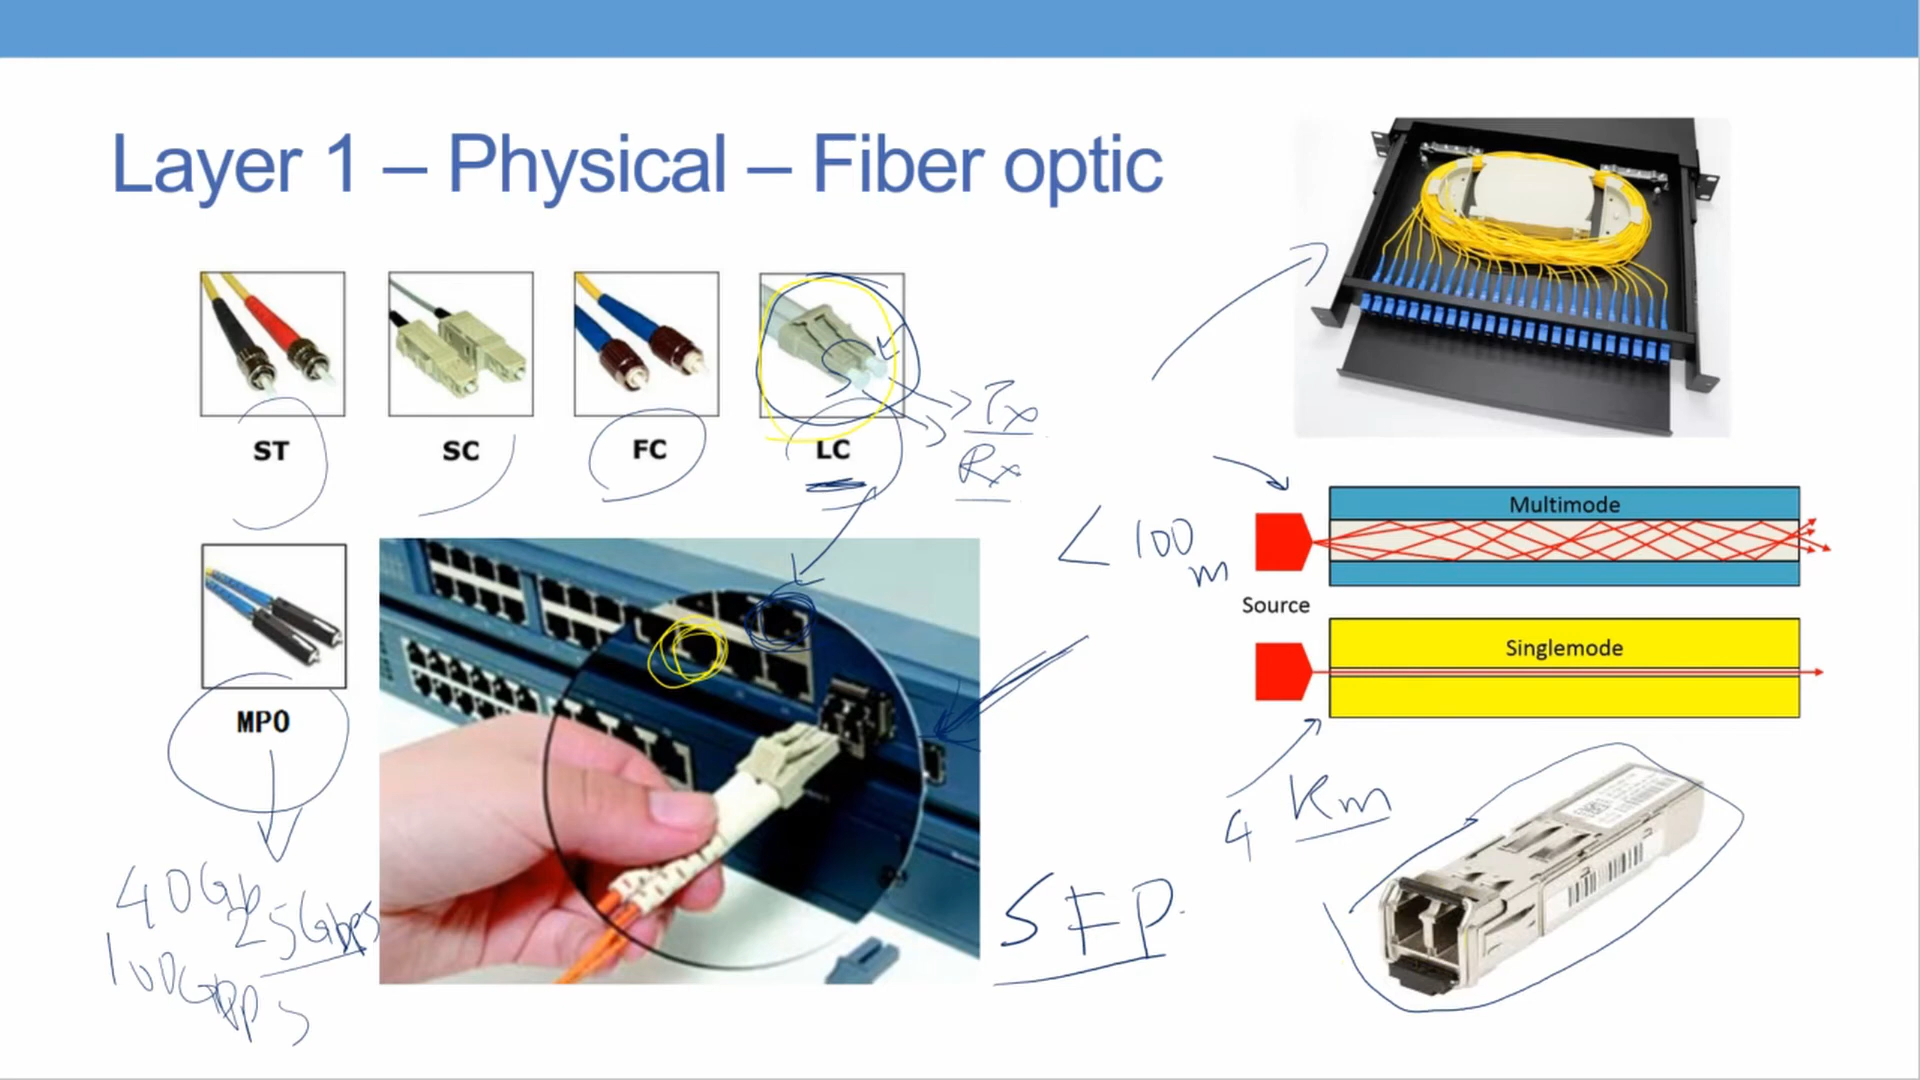 Layer 1 – Physical – Fiber optic
ST
SC
FC
LC
Tx
Rx
Multimode
< 100
m
Source
Singlemode
MPO
4 Km
40Gb
25Gbps
100Gbps
SFP